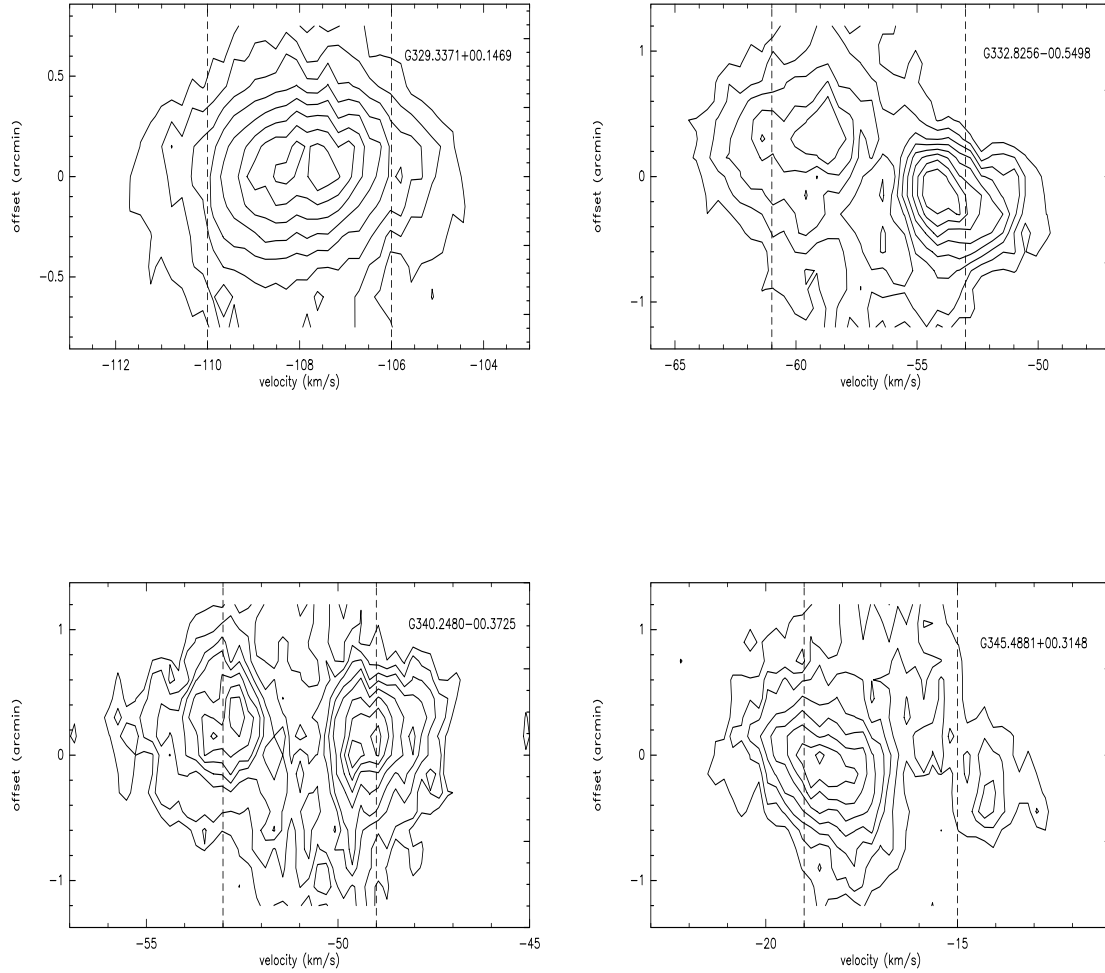 G329.3371+00.1469
0.5
0
−0.5
offset (arcmin)
−112
−110
−108
−106
−104
velocity (km/s)
G332.8256−00.5498
1
0
−1
offset (arcmin)
−65
−60
−55
−50
velocity (km/s)
G340.2480−00.3725
1
0
−1
offset (arcmin)
−55
−50
−45
velocity (km/s)
G345.4881+00.3148
1
0
−1
offset (arcmin)
−20
−15
velocity (km/s)